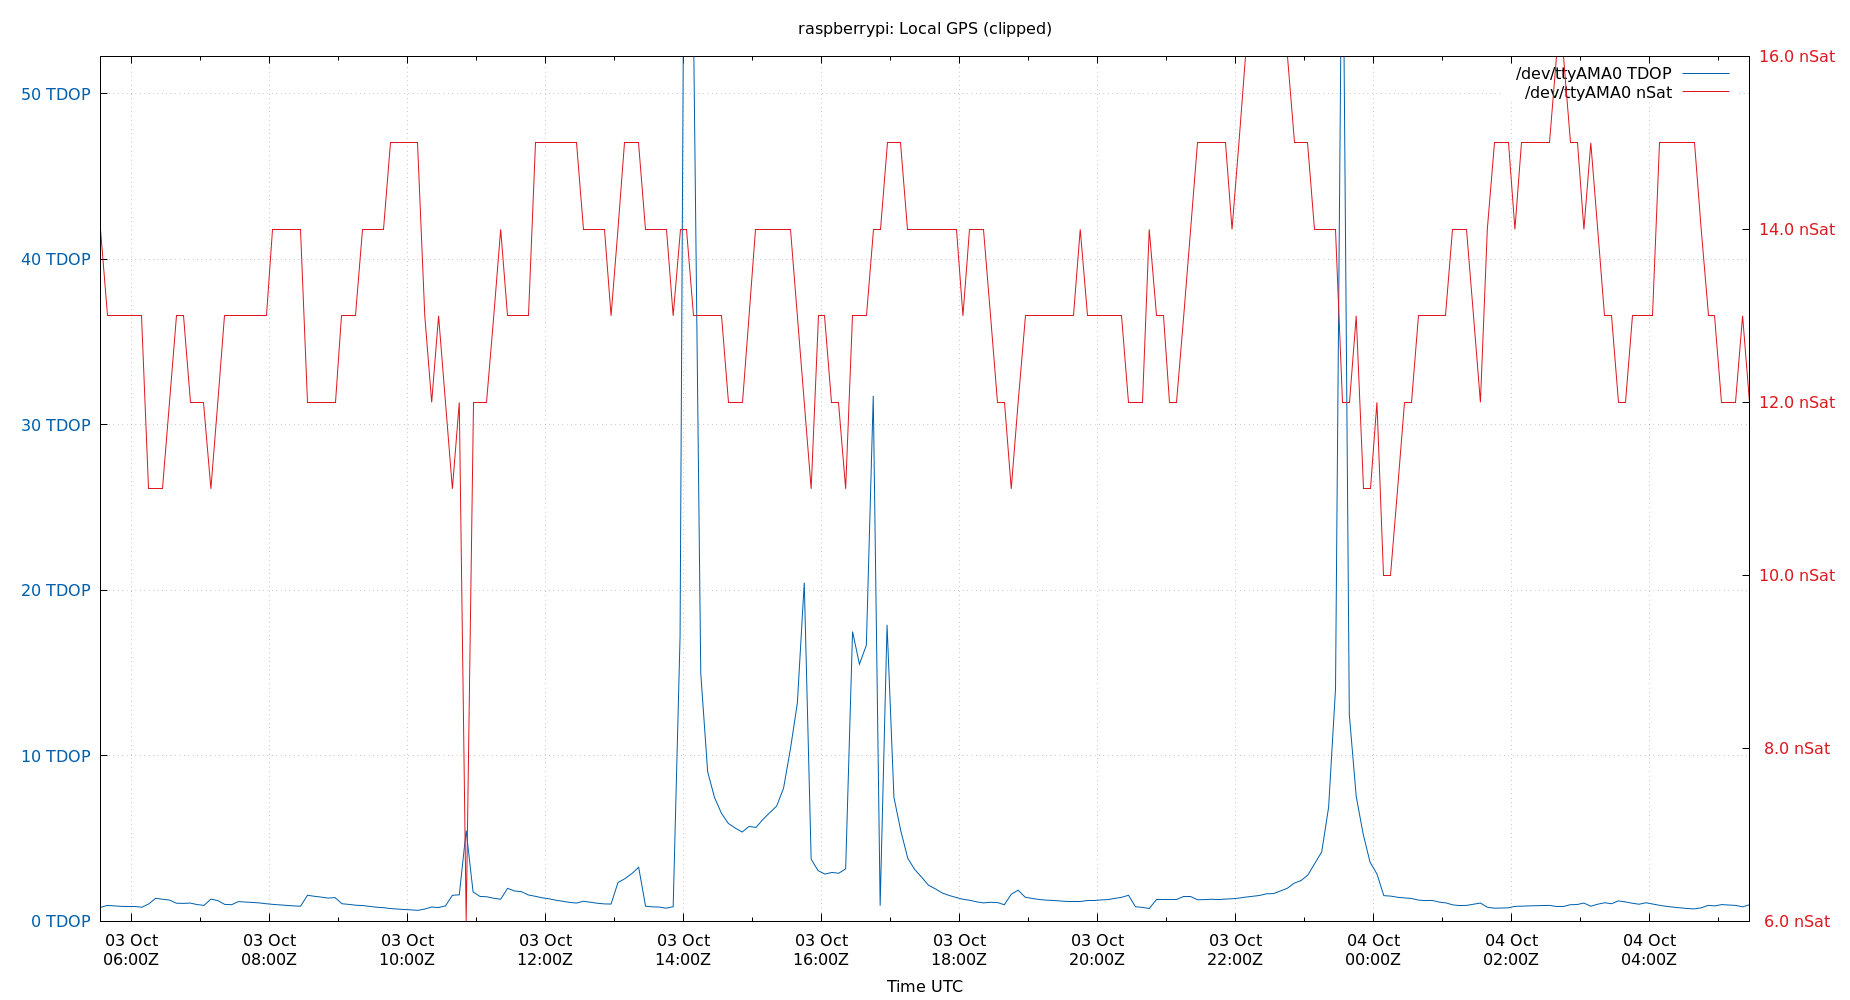 raspberrypi: Local GPS (clipped)
/dev/ttyAMA0 TDOP
/dev/ttyAMA0 nSat
50 TDOP
40 TDOP
30 TDOP
20 TDOP
10 TDOP
0 TDOP
16.0 nSat
14.0 nSat
12.0 nSat
10.0 nSat
8.0 nSat
6.0 nSat
03 Oct
06:00Z
03 Oct
08:00Z
03 Oct
10:00Z
03 Oct
12:00Z
03 Oct
14:00Z
03 Oct
16:00Z
03 Oct
18:00Z
03 Oct
20:00Z
03 Oct
22:00Z
04 Oct
00:00Z
04 Oct
02:00Z
04 Oct
04:00Z
Time UTC